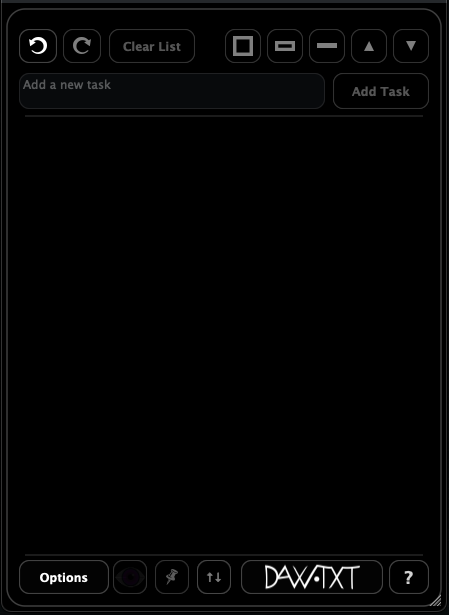 Clear List
Add a new task
Add Task
Options
DAW•TXT
?